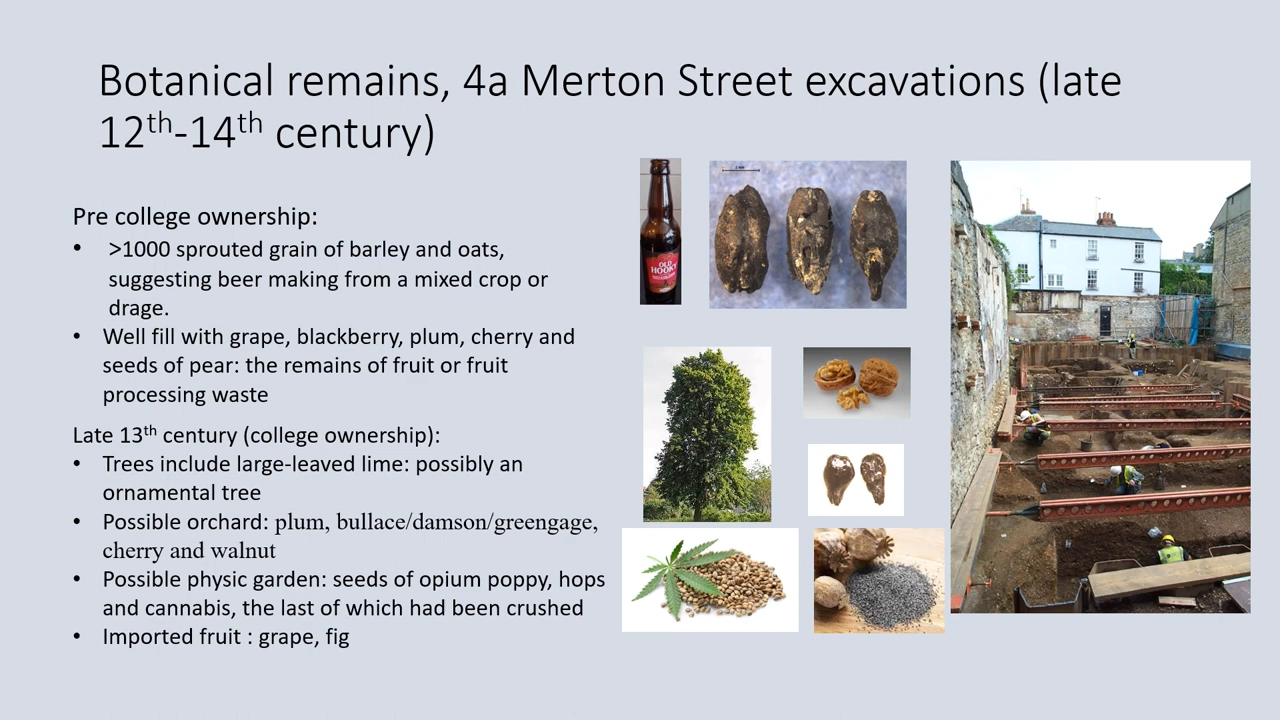 Botanical remains, 4a Merton Street excavations (late
12th-14th century)
Pre college ownership:
• >1000 sprouted grain of barley and oats,
suggesting beer making from a mixed crop or
drage.
• Well fill with grape, blackberry, plum, cherry and
seeds of pear: the remains of fruit or fruit
processing waste
Late 13th century (college ownership):
• Trees include large-leaved lime: possibly an
ornamental tree
• Possible orchard: plum, bullace/damson/greengage,
cherry and walnut
• Possible physic garden: seeds of opium poppy, hops
and cannabis, the last of which had been crushed
• Imported fruit : grape, fig
OLD
HOOKY